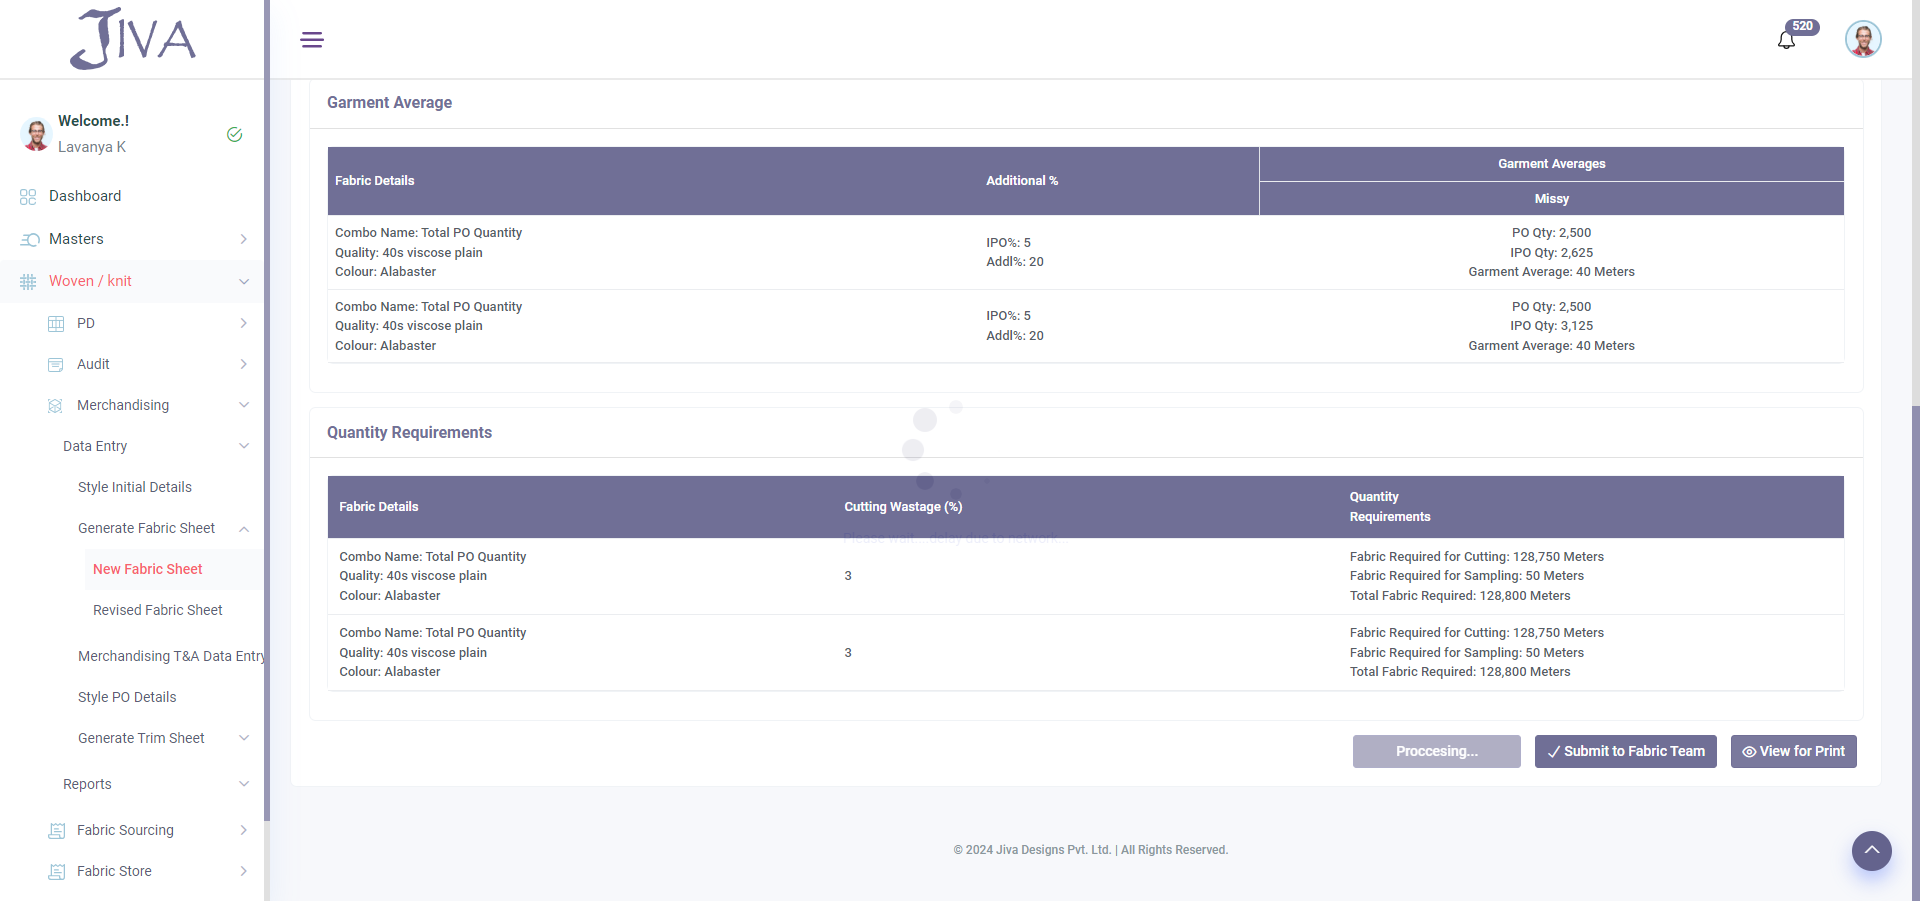 JIVA
520
Welcome.!
Lavanya K
Dashboard
Masters
Woven / knit
PD
Audit
Merchandising
Data Entry
Style Initial Details
Generate Fabric Sheet
New Fabric Sheet
Revised Fabric Sheet
Merchandising T&A Data Entry
Style PO Details
Generate Trim Sheet
Reports
Fabric Sourcing
Fabric Store
Garment Average
Fabric Details
Additional %
Garment Averages
Missy
Combo Name: Total PO Quantity
Quality: 40s viscose plain
Colour: Alabaster
IPO%: 5
Addl%: 20
PO Qty: 2,500
IPO Qty: 2,625
Garment Average: 40 Meters
Combo Name: Total PO Quantity
Quality: 40s viscose plain
Colour: Alabaster
IPO%: 5
Addl%: 20
PO Qty: 2,500
IPO Qty: 3,125
Garment Average: 40 Meters
Quantity Requirements
Fabric Details
Cutting Wastage (%)
Quantity
Requirements
Please wait... delay due to network...
Combo Name: Total PO Quantity
Quality: 40s viscose plain
Colour: Alabaster
3
Fabric Required for Cutting: 128,750 Meters
Fabric Required for Sampling: 50 Meters
Total Fabric Required: 128,800 Meters
Combo Name: Total PO Quantity
Quality: 40s viscose plain
Colour: Alabaster
3
Fabric Required for Cutting: 128,750 Meters
Fabric Required for Sampling: 50 Meters
Total Fabric Required: 128,800 Meters
Proccesing...
Submit to Fabric Team
View for Print
© 2024 Jiva Designs Pvt. Ltd. | All Rights Reserved.